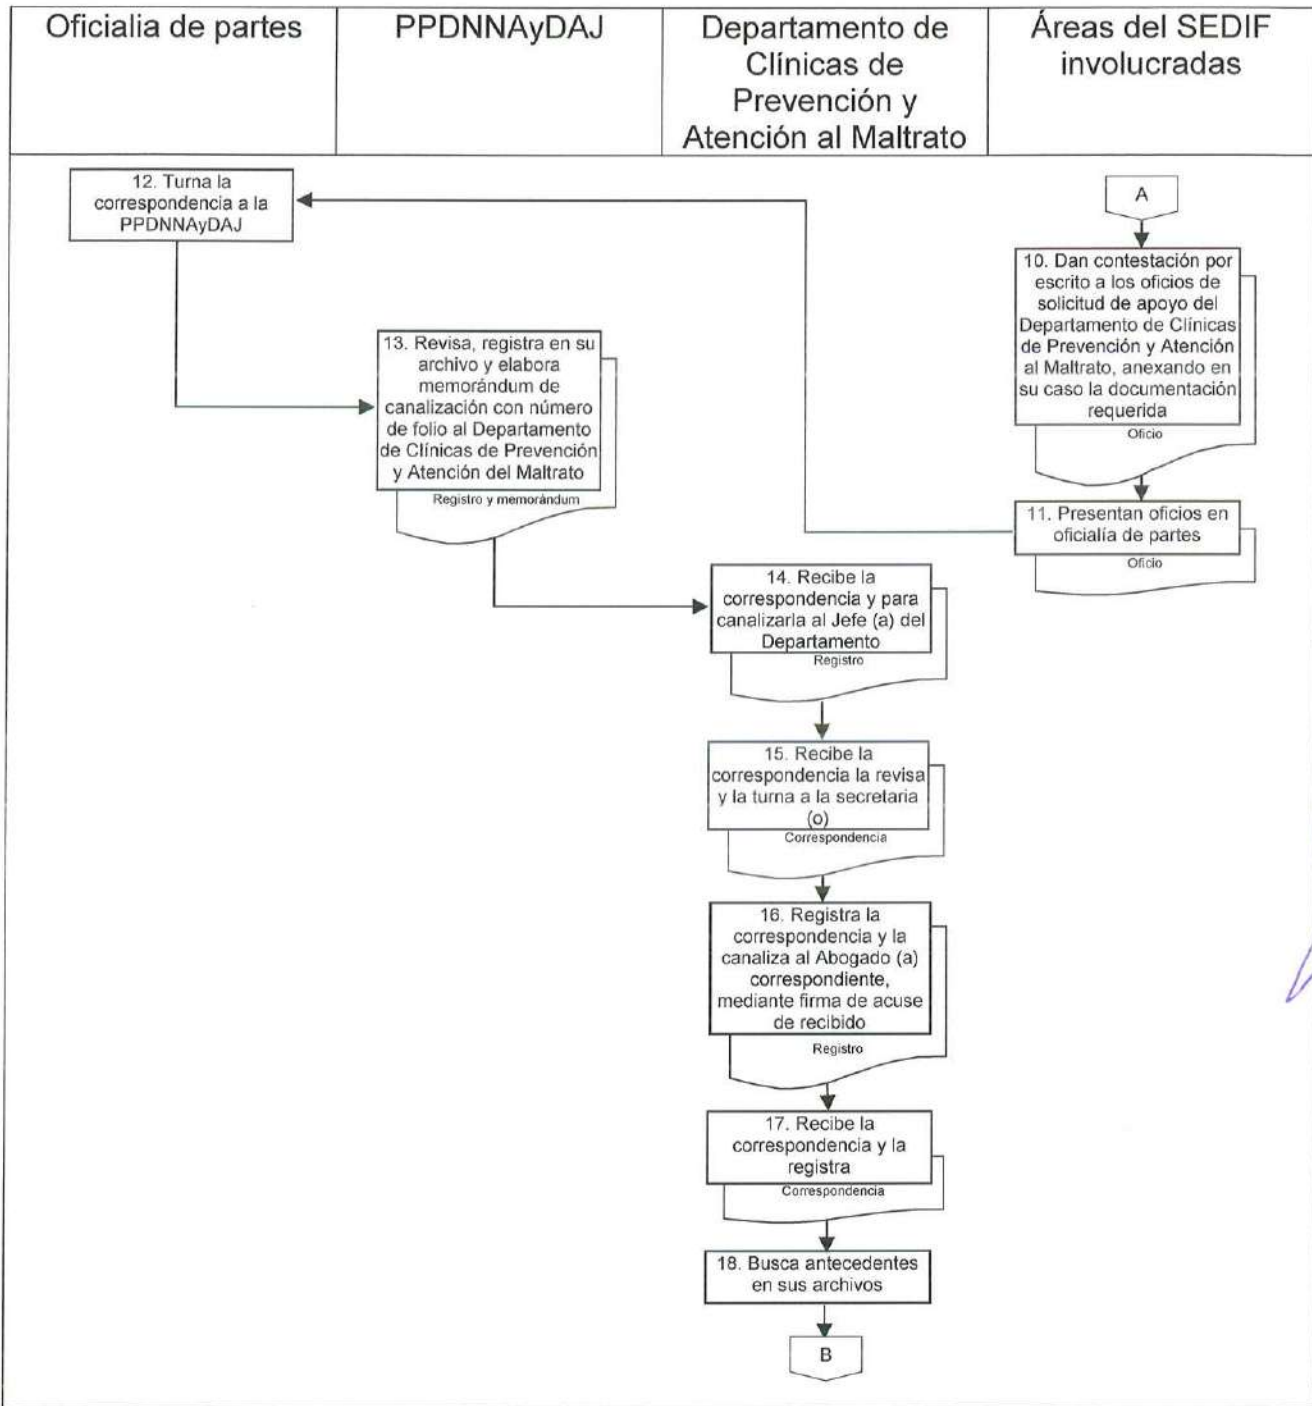 Oficialia de partes
PPDNNAyDAJ
Departamento de
Clínicas de
Prevención y
Atención al Maltrato
Áreas del SEDIF
involucradas
A
10. Dan contestación por
escrito a los oficios de
solicitud de apoyo del
Departamento de Clínicas
de Prevención y Atención
al Maltrato, anexando en
su caso la documentación
requerida
Oficio
11. Presentan oficios en
oficialía de partes
Oficio
12. Turna la
correspondencia a la
PPDNNAyDAJ
13. Revisa, registra en su
archivo y elabora
memorándum de
canalización con número
de folio al Departamento
de Clínicas de Prevención
y Atención del Maltrato
Registro y memorándum
14. Recibe la
correspondencia y para
canalizarla al Jefe (a) del
Departamento
Registro
15. Recibe la
correspondencia la revisa
y la turna a la secretaria
(o)
Correspondencia
16. Registra la
correspondencia y la
canaliza al Abogado (a)
correspondiente,
mediante firma de acuse
de recibido
Registro
17. Recibe la
correspondencia y la
registra
Correspondencia
18. Busca antecedentes
en sus archivos
B